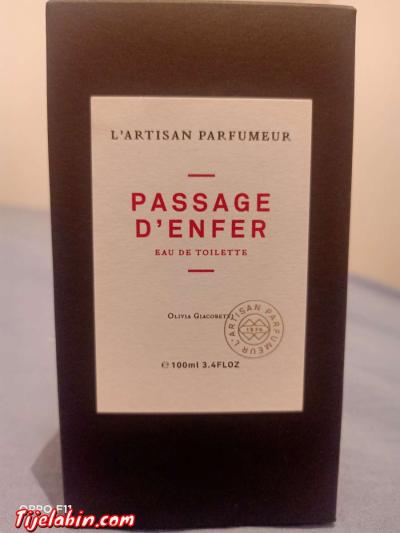 L'ARTISAN PARFUMEUR
PASSAGE
D'ENFER
EAU DE TOILETTE
OLIVIA GIACOBETTI
L'ARTISAN PARFUMEUR
1976
℮ 100ml 3.4FLOZ
OPPO F11
Tijelabin.com